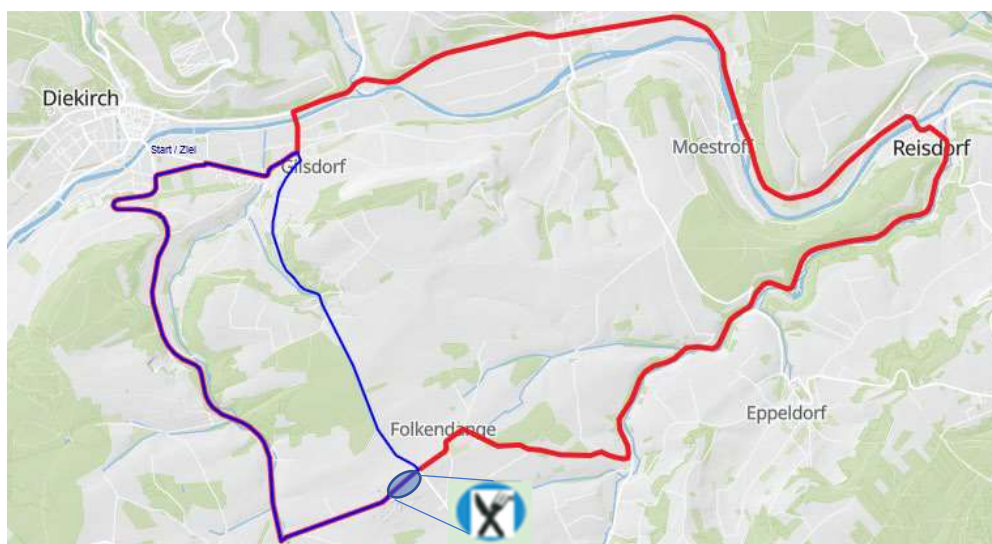 Diekirch
Start / Ziel
Gilsdorf
Moestroff
Reisdorf
Eppeldorf
Folkendange